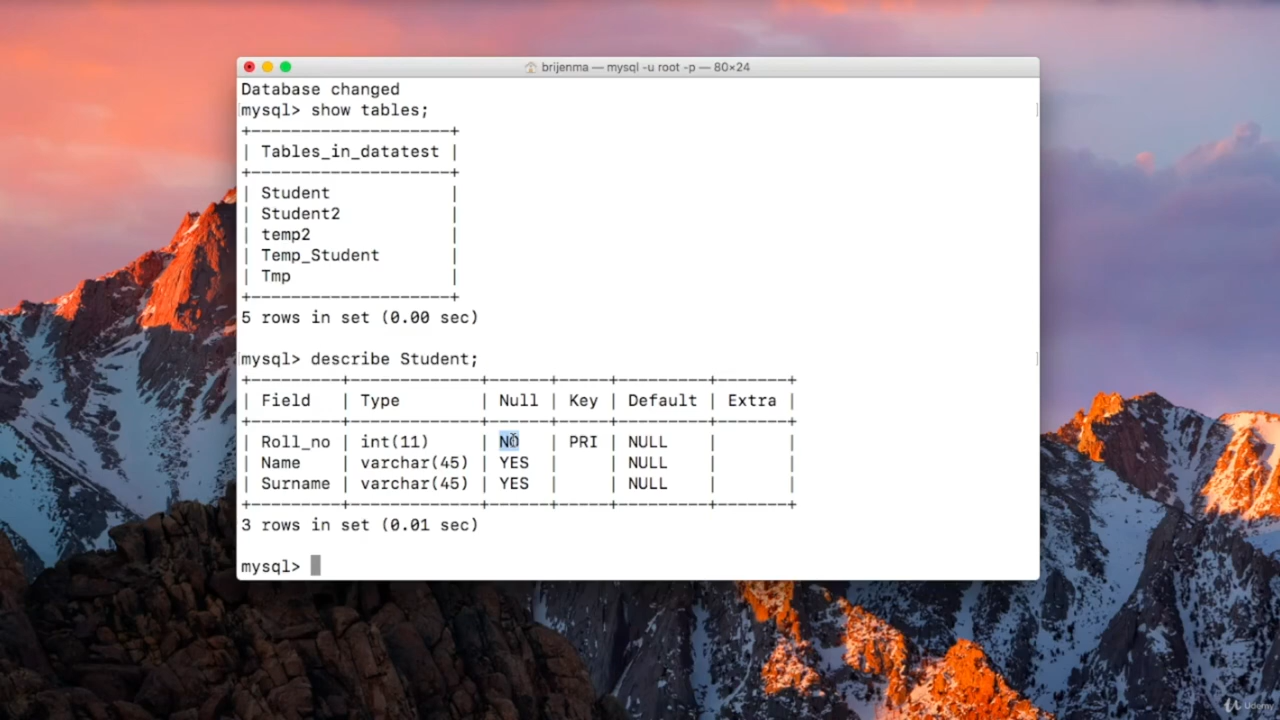 brijenma — mysql -u root -p — 80×24
Database changed
mysql> show tables;
+--------------------+
| Tables_in_datatest |
+--------------------+
| Student            |
| Student2           |
| temp2              |
| Temp_Student       |
| Tmp                |
+--------------------+
5 rows in set (0.00 sec)
mysql> describe Student;
+---------+-------------+------+-----+---------+-------+
| Field   | Type        | Null | Key | Default | Extra |
+---------+-------------+------+-----+---------+-------+
| Roll_no | int(11)     | NO   | PRI | NULL    |       |
| Name    | varchar(45) | YES  |     | NULL    |       |
| Surname | varchar(45) | YES  |     | NULL    |       |
+---------+-------------+------+-----+---------+-------+
3 rows in set (0.01 sec)
mysql>
Udemy